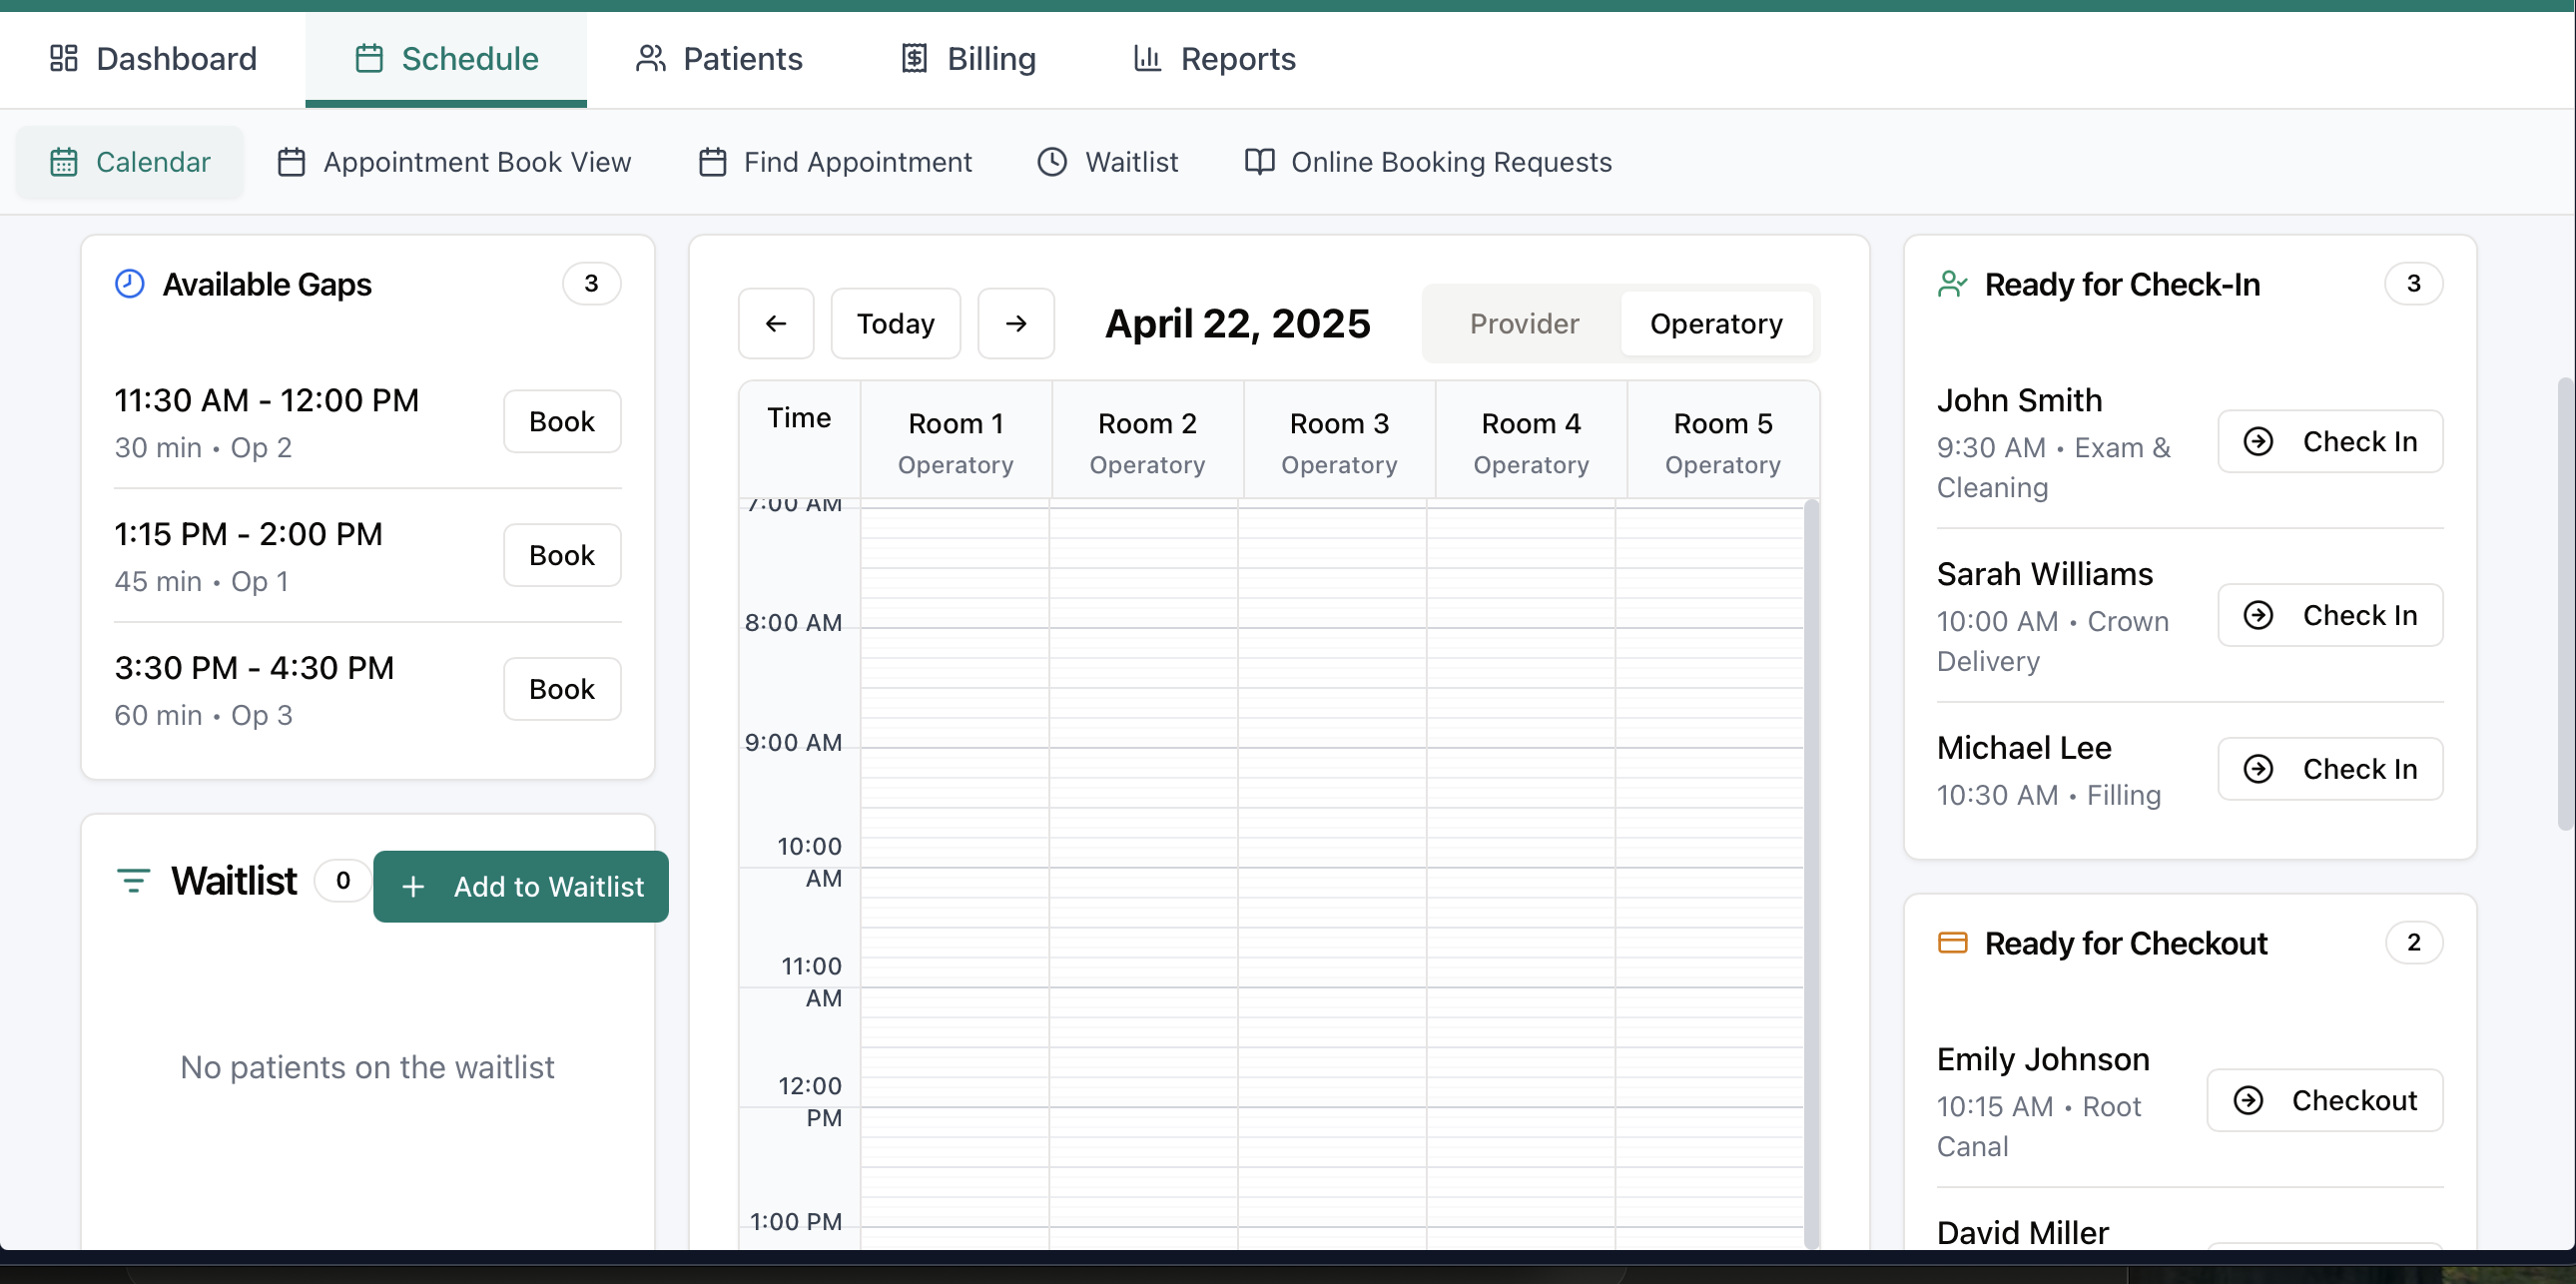 Dashboard
Schedule
Patients
Billing
Reports
Calendar
Appointment Book View
Find Appointment
Waitlist
Online Booking Requests
Available Gaps
3
11:30 AM - 12:00 PM
30 min • Op 2
Book
1:15 PM - 2:00 PM
45 min • Op 1
Book
3:30 PM - 4:30 PM
60 min • Op 3
Book
Waitlist
0
Add to Waitlist
No patients on the waitlist
Today
April 22, 2025
Provider
Operatory
Time
Room 1
Operatory
Room 2
Operatory
Room 3
Operatory
Room 4
Operatory
Room 5
Operatory
7:00 AM
8:00 AM
9:00 AM
10:00
AM
11:00
AM
12:00
PM
1:00 PM
Ready for Check-In
3
John Smith
9:30 AM • Exam &
Cleaning
Check In
Sarah Williams
10:00 AM • Crown
Delivery
Check In
Michael Lee
10:30 AM • Filling
Check In
Ready for Checkout
2
Emily Johnson
10:15 AM • Root
Canal
Checkout
David Miller